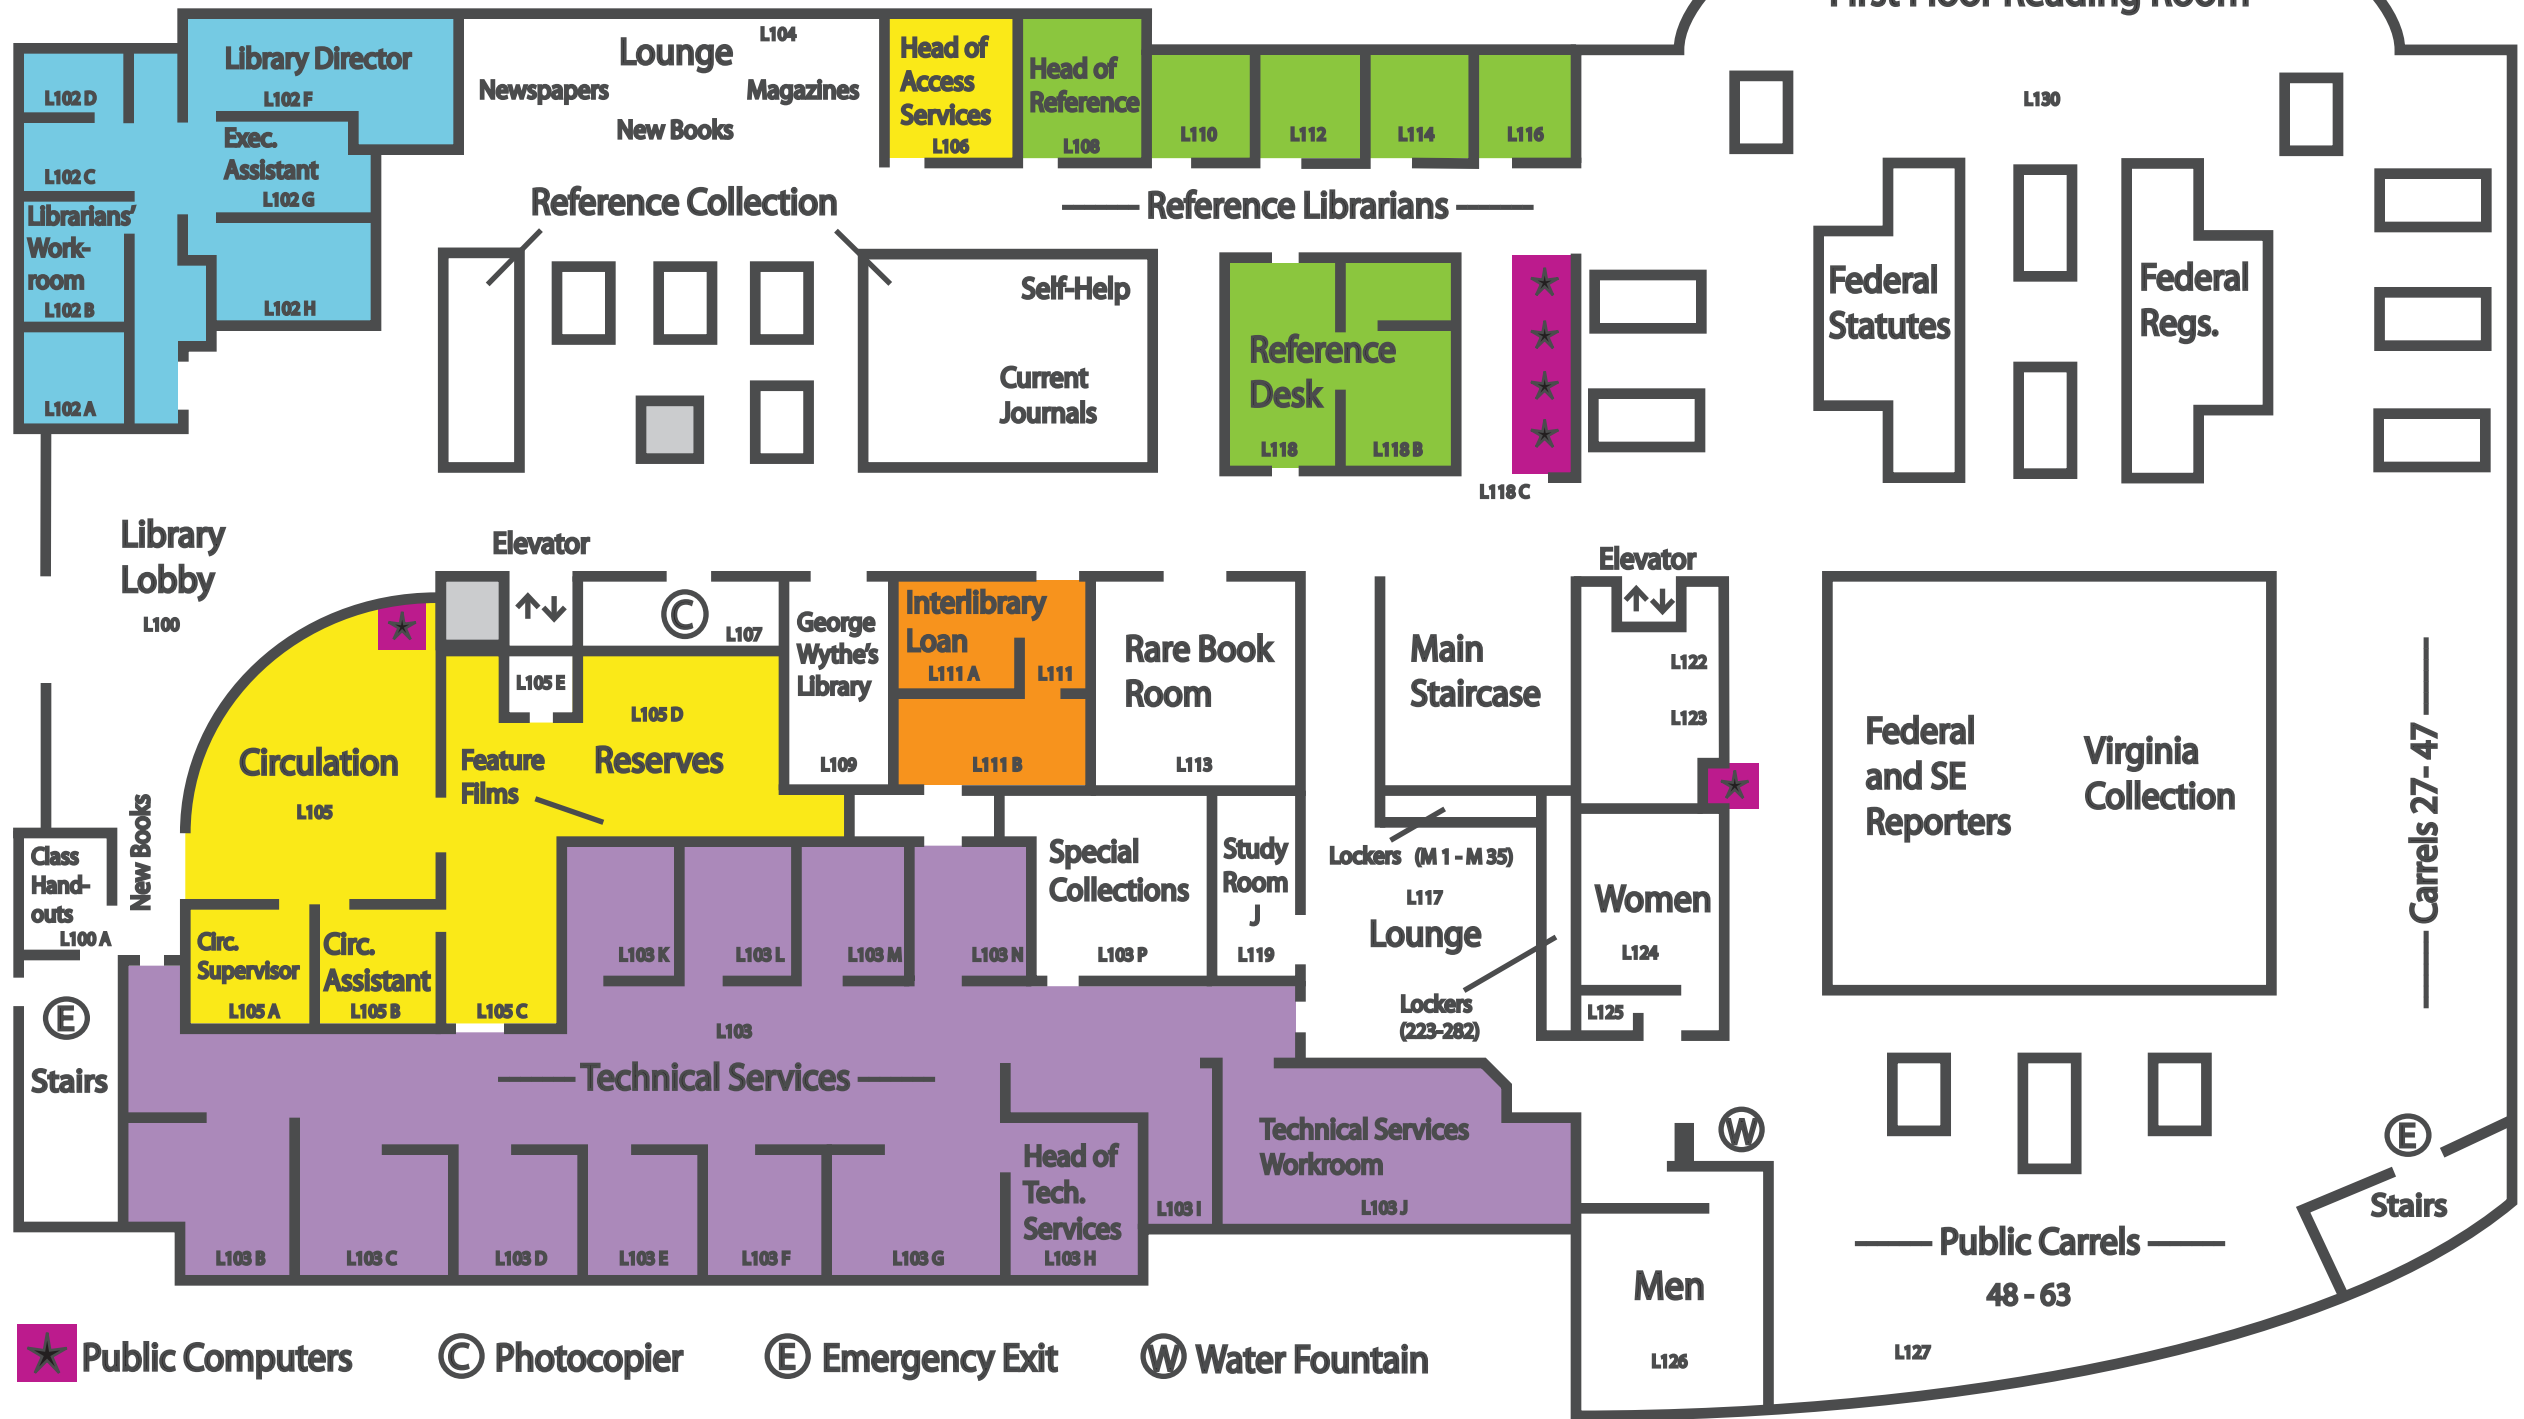 First Floor Reading Room
Library Director
L102 F
L102 D
L102 C
Exec.
Assistant
L102 G
Librarians'
Work-
room
L102 B
L102 H
L102 A
Lounge
L104
Newspapers
Magazines
New Books
Head of
Access
Services
L106
Head of
Reference
L108
L110
L112
L114
L116
L130
Reference Collection
Reference Librarians
Self-Help
Current
Journals
Reference
Desk
L118
L118 B
L118 C
Federal
Statutes
Federal
Regs.
Library
Lobby
L100
Elevator
C
L107
L105 E
L105 D
Reserves
Feature
Films
Circulation
L105
George
Wythe's
Library
L109
Interlibrary
Loan
L111 A
L111
L111 B
Rare Book
Room
L113
Main
Staircase
Elevator
L122
L123
Federal
and SE
Reporters
Virginia
Collection
Carrels 27- 47
New Books
Class
Hand-
outs
L100 A
Circ.
Supervisor
L105 A
Circ.
Assistant
L105 B
L105 C
L103 K
L103 L
L103 M
L103 N
Special
Collections
L103 P
Study
Room
J
L119
Lockers (M 1 - M 35)
L117
Lounge
Lockers
(223-282)
Women
L124
L125
E
Stairs
L103
Technical Services
Technical Services
Workroom
L103 J
Head of
Tech.
Services
L103 H
L103 I
L103 B
L103 C
L103 D
L103 E
L103 F
L103 G
W
Men
L126
E
Stairs
Public Carrels
48 - 63
L127
Public Computers
C Photocopier
E Emergency Exit
W Water Fountain